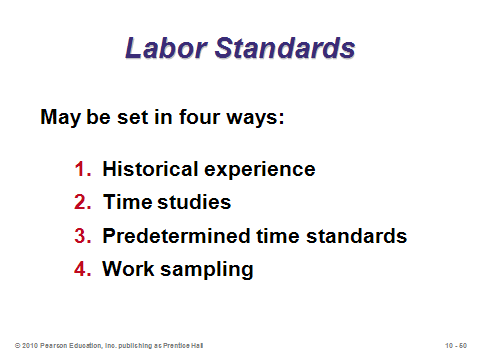 Labor Standards
May be set in four ways:
1. Historical experience
2. Time studies
3. Predetermined time standards
4. Work sampling
© 2010 Pearson Education, Inc. publishing as Prentice Hall 10 - 50